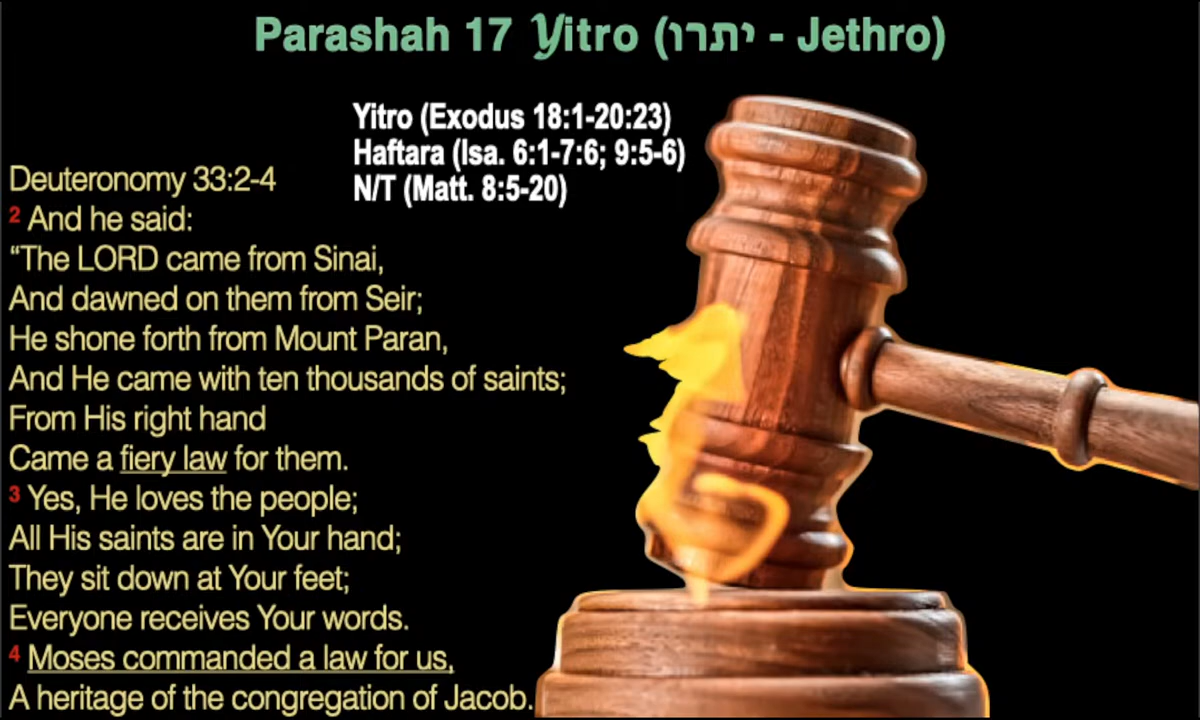 Parashah 17 Yitro (יתרו - Jethro)
Yitro (Exodus 18:1-20:23)
Haftara (Isa. 6:1-7:6; 9:5-6)
N/T (Matt. 8:5-20)
Deuteronomy 33:2-4
2 And he said:
“The LORD came from Sinai,
And dawned on them from Seir;
He shone forth from Mount Paran,
And He came with ten thousands of saints;
From His right hand
Came a fiery law for them.
3 Yes, He loves the people;
All His saints are in Your hand;
They sit down at Your feet;
Everyone receives Your words.
4 Moses commanded a law for us,
A heritage of the congregation of Jacob.